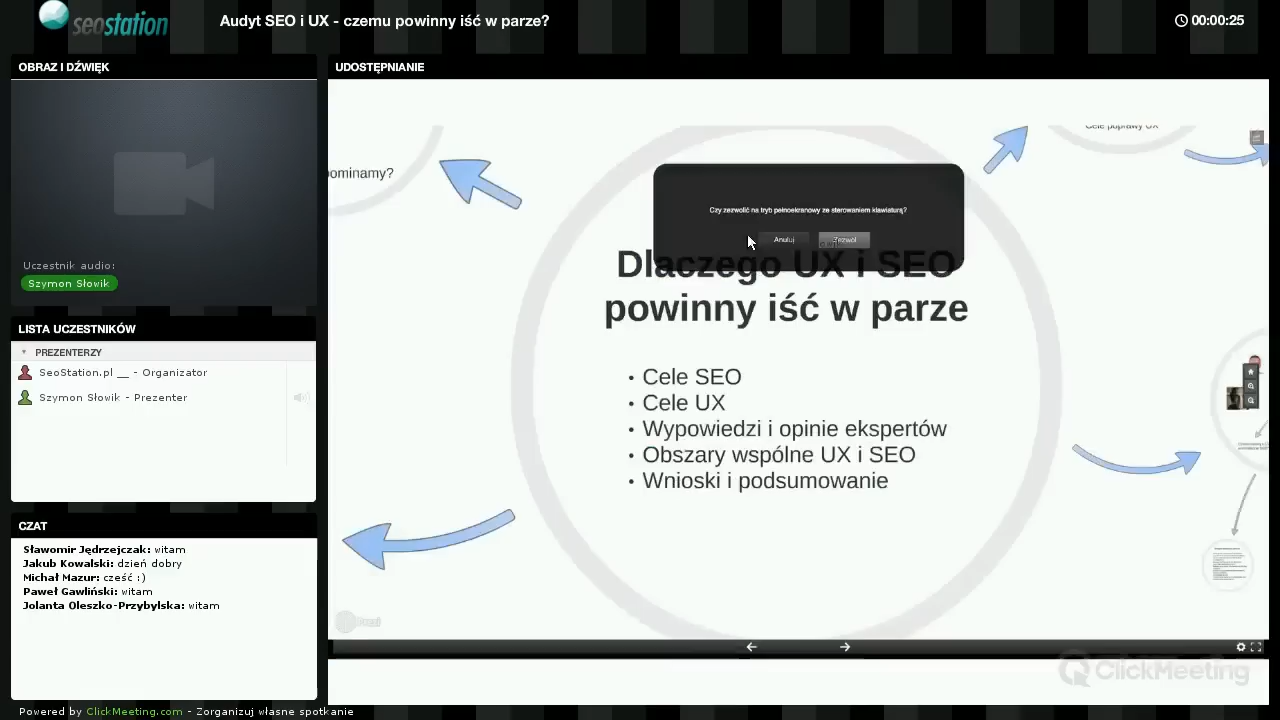 seostation
Audyt SEO i UX - czemu powinny iść w parze?
00:00:25
OBRAZ I DŹWIĘK
Uczestnik audio:
Szymon Słowik
LISTA UCZESTNIKÓW
PREZENTERZY
SeoStation.pl __ - Organizator
Szymon Słowik - Prezenter
CZAT
Sławomir Jędrzejczak: witam
Jakub Kowalski: dzień dobry
Michał Mazur: cześć :)
Paweł Gawliński: witam
Jolanta Oleszko-Przybylska: witam
Powered by ClickMeeting.com - Zorganizuj własne spotkanie
UDOSTĘPNIANIE
ominamy?
Cele poprawy UX
Czy zezwolić na tryb pełnoekranowy ze sterowaniem klawiaturą?
Anuluj
Zezwól
Dlaczego UX i SEO
powinny iść w parze
• Cele SEO
• Cele UX
• Wypowiedzi i opinie ekspertów
• Obszary wspólne UX i SEO
• Wnioski i podsumowanie
Prezi
ClickMeeting